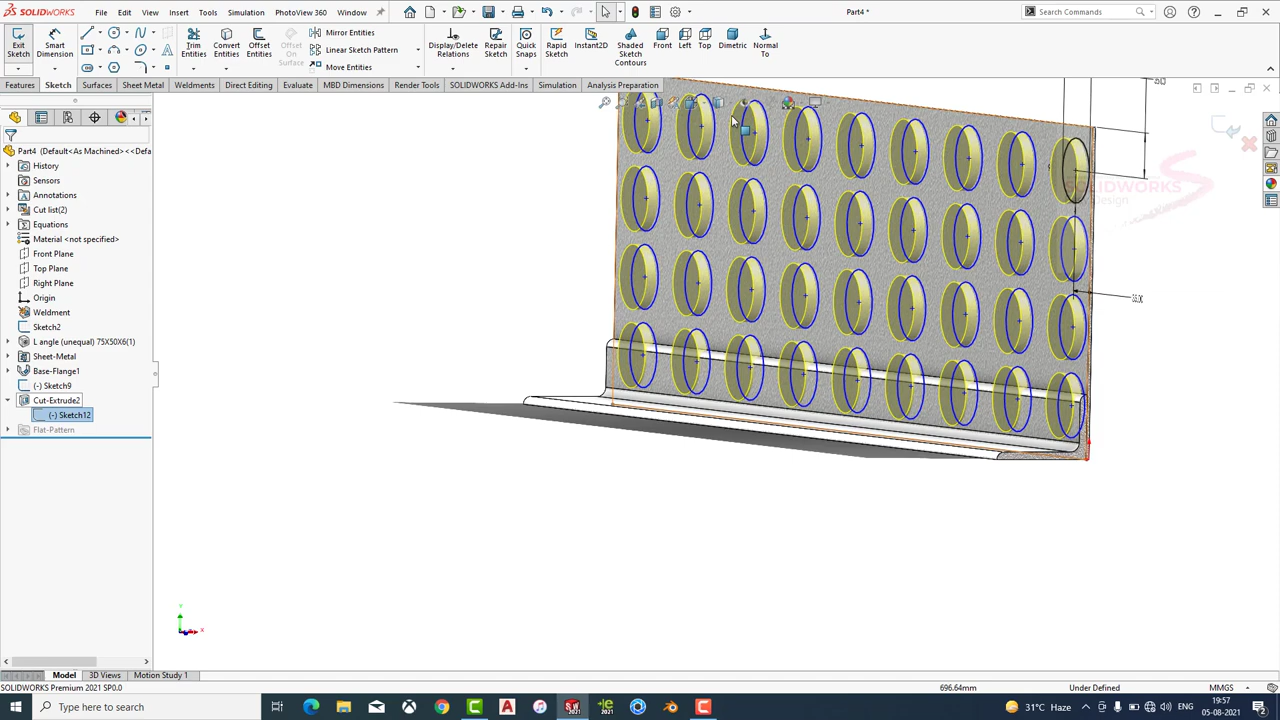 SOLIDWORKS File Edit View Insert Tools Simulation PhotoView 360 Window Part4 * Search Commands
Exit Sketch Smart Dimension Trim Entities Convert Entities Offset Entities Offset On Surface Mirror Entities Linear Sketch Pattern Move Entities Display/Delete Relations Repair Sketch Quick Snaps Rapid Sketch Instant2D Shaded Sketch Contours Front Left Top Dimetric Normal To
Features Sketch Surfaces Sheet Metal Weldments Direct Editing Evaluate MBD Dimensions Render Tools SOLIDWORKS Add-Ins Simulation Analysis Preparation
Part4 (Default<As Machined><<Defa
History
Sensors
Annotations
Cut list(2)
Equations
Material <not specified>
Front Plane
Top Plane
Right Plane
Origin
Weldment
Sketch2
L angle (unequal) 75X50X6(1)
Sheet-Metal
Base-Flange1
(-) Sketch9
Cut-Extrude2
(-) Sketch12
Flat-Pattern
SOLIDWORKS
Design
Y
X
Model 3D Views Motion Study 1
SOLIDWORKS Premium 2021 SP0.0 696.64mm Under Defined MMGS
Type here to search 31°C Haze ENG 19:57
05-08-2021